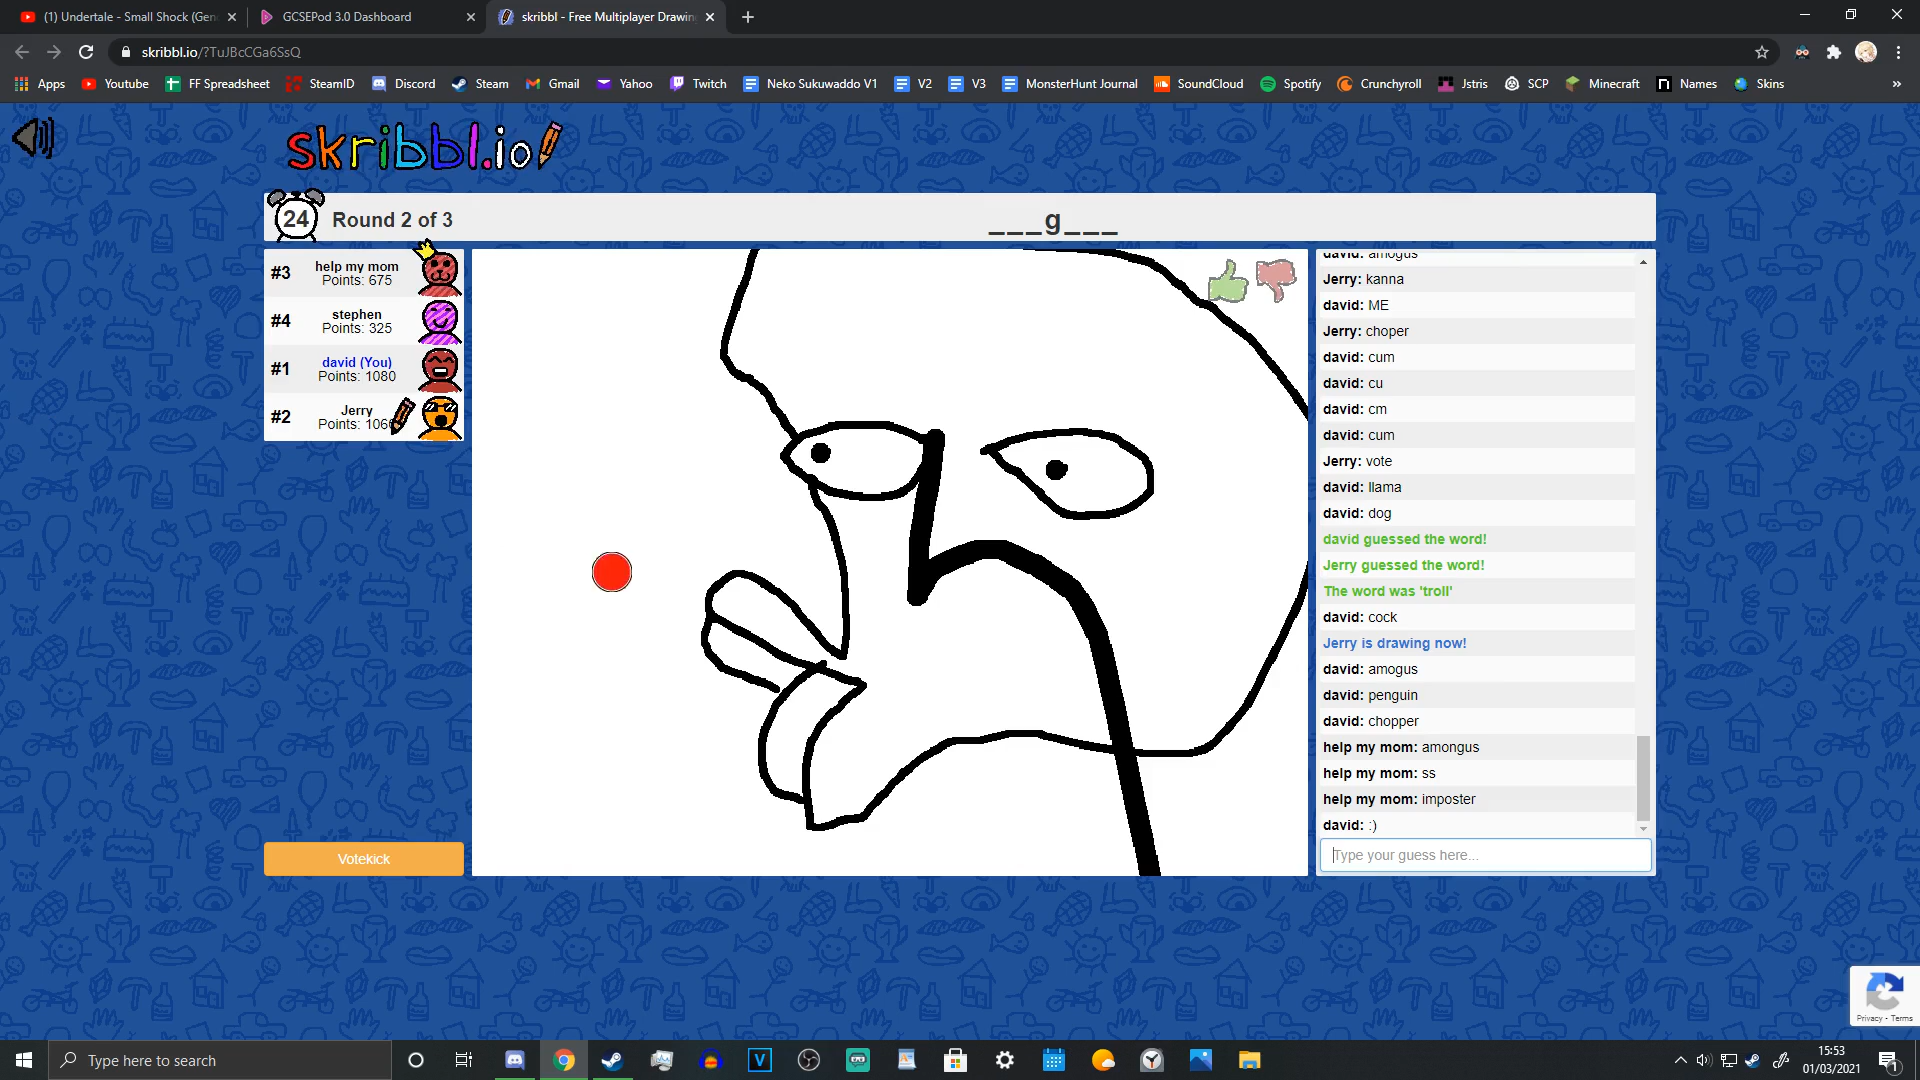 (1) Undertale - Small Shock (Gen
GCSEPod 3.0 Dashboard
skribbl - Free Multiplayer Drawin
skribbl.io/?TuJBcCGa6SsQ
Apps
Youtube
FF Spreadsheet
SteamID
Discord
Steam
Gmail
Yahoo
Twitch
Neko Sukuwaddo V1
V2
V3
MonsterHunt Journal
SoundCloud
Spotify
Crunchyroll
Jstris
SCP
Minecraft
Names
Skins
»
skribbl.io
24
Round 2 of 3
___g___
#3
help my mom
Points: 675
#4
stephen
Points: 325
#1
david (You)
Points: 1080
#2
Jerry
Points: 106
Votekick
david: amogus
Jerry: kanna
david: ME
Jerry: choper
david: cum
david: cu
david: cm
david: cum
Jerry: vote
david: llama
david: dog
david guessed the word!
Jerry guessed the word!
The word was 'troll'
david: cock
Jerry is drawing now!
david: amogus
david: penguin
david: chopper
help my mom: amongus
help my mom: ss
help my mom: imposter
david: :)
Type your guess here...
Privacy - Terms
Type here to search
15:53
01/03/2021
1